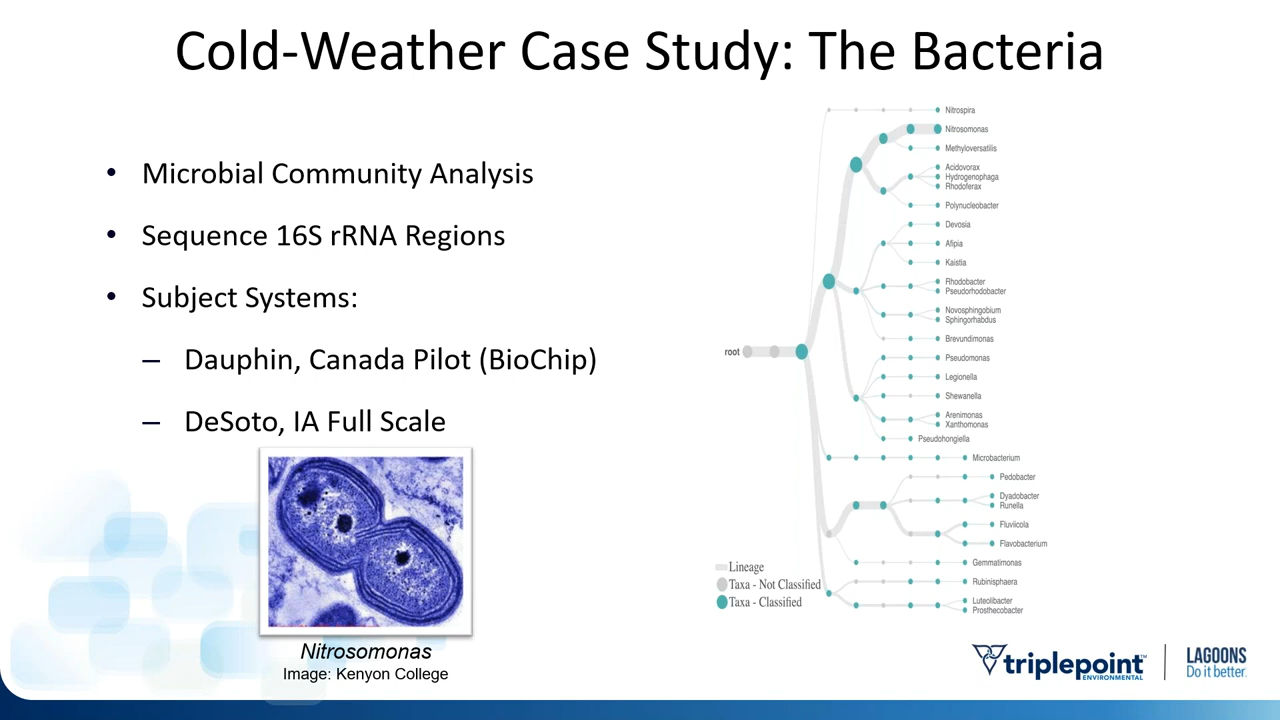 Cold-Weather Case Study: The Bacteria
• Microbial Community Analysis
• Sequence 16S rRNA Regions
• Subject Systems:
– Dauphin, Canada Pilot (BioChip)
– DeSoto, IA Full Scale
Nitrosomonas
Image: Kenyon College
root
Nitrospira
Nitrosomonas
Methyloversatilis
Acidovorax
Hydrogenophaga
Rhodoferax
Polynucleobacter
Devosia
Afipia
Kaistia
Rhodobacter
Pseudorhodobacter
Novosphingobium
Sphingorhabdus
Brevundimonas
Pseudomonas
Legionella
Shewanella
Arenimonas
Xanthomonas
Pseudohongiella
Microbacterium
Pedobacter
Dyadobacter
Runella
Fluviicola
Flavobacterium
Gemmatimonas
Rubinisphaera
Luteolibacter
Prosthecobacter
Lineage
Taxa - Not Classified
Taxa - Classified
triplepoint™
ENVIRONMENTAL
LAGOONS
Do it better.